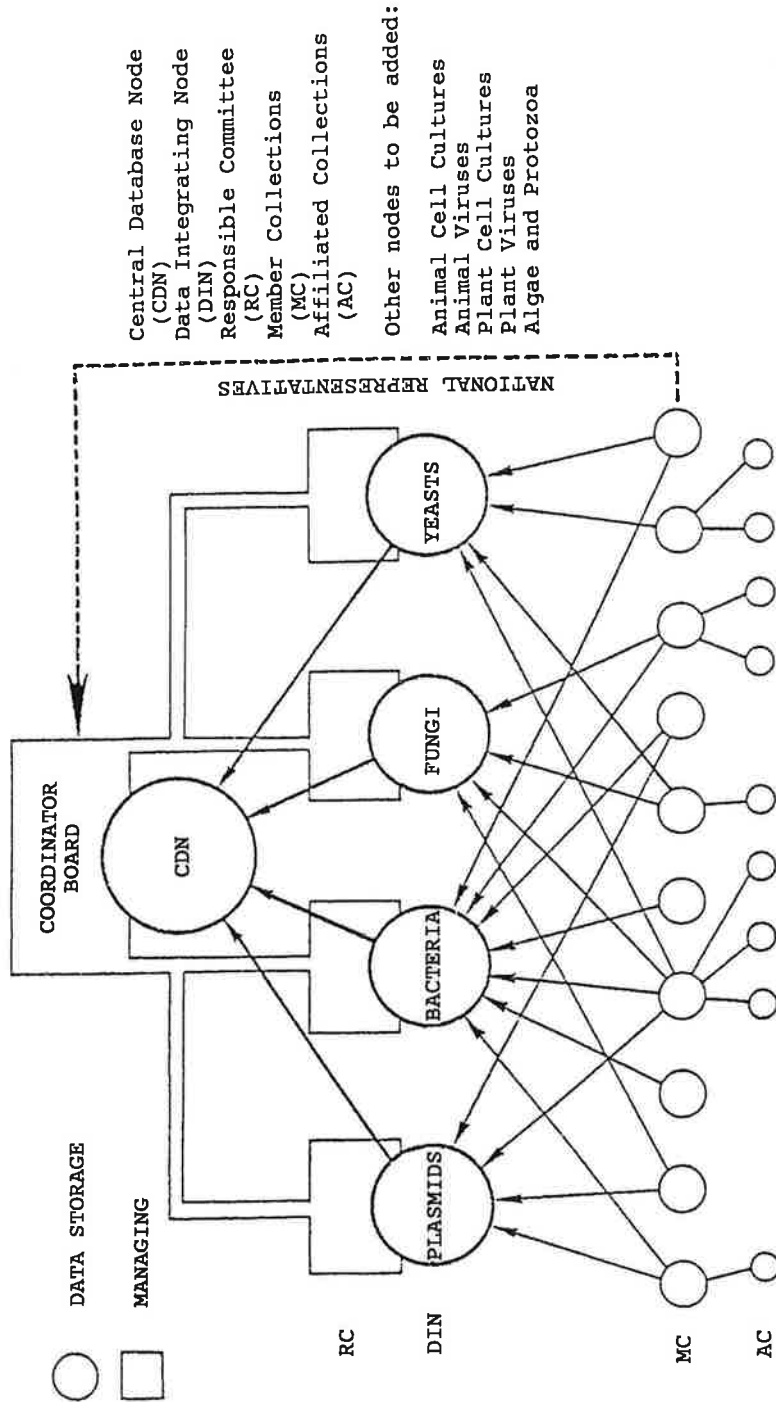 DATA STORAGE
MANAGING
COORDINATOR
BOARD
CDN
RC
DIN
PLASMIDS
BACTERIA
FUNGI
YEASTS
MC
AC
NATIONAL REPRESENTATIVES
Central Database Node
(CDN)
Data Integrating Node
(DIN)
Responsible Committee
(RC)
Member Collections
(MC)
Affiliated Collections
(AC)
Other nodes to be added:
Animal Cell Cultures
Animal Viruses
Plant Cell Cultures
Plant Viruses
Algae and Protozoa